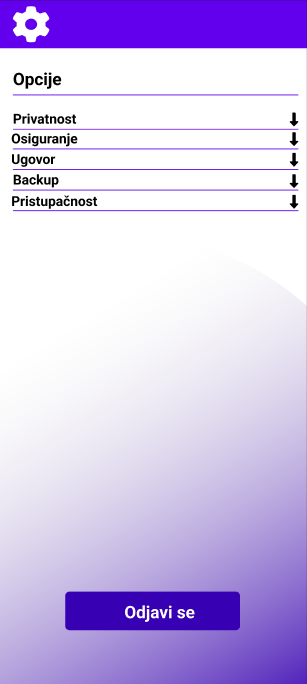 Opcije
Privatnost
Osiguranje
Ugovor
Backup
Pristupačnost
Odjavi se